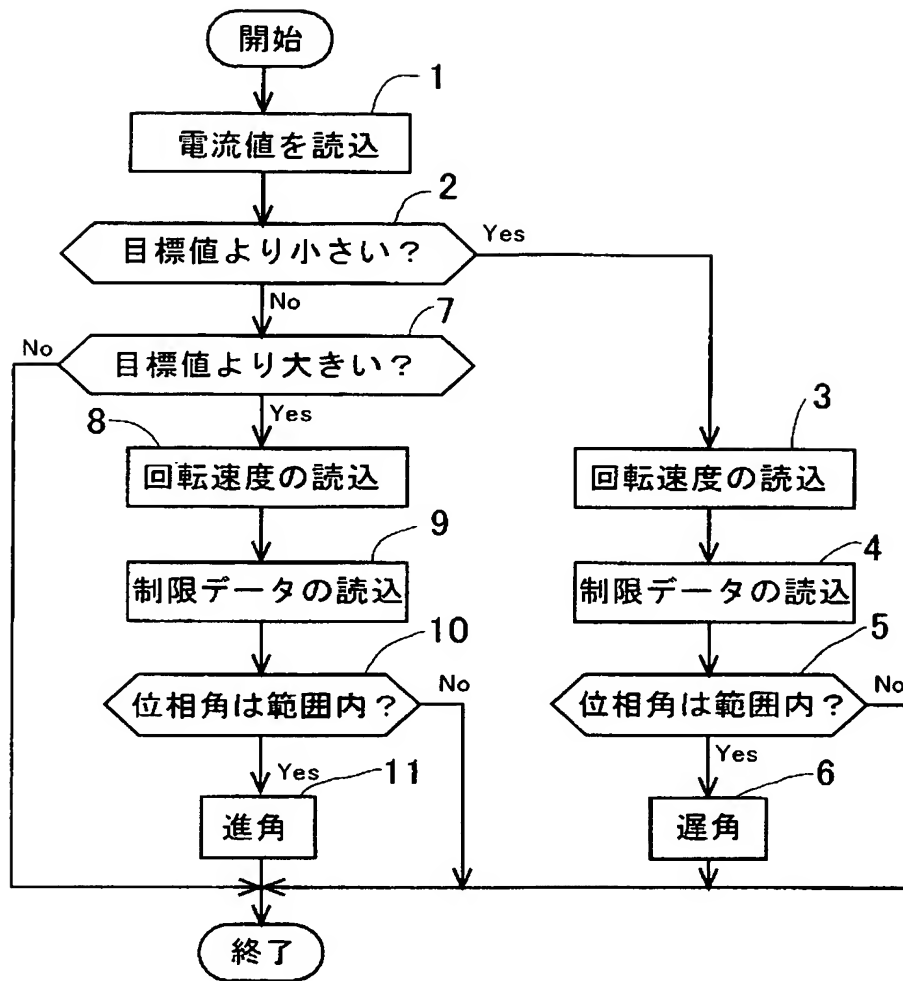 開始
1
電流値を読込
2
目標値より小さい?
Yes
No
7
No
目標値より大きい?
Yes
8
3
回転速度の読込
回転速度の読込
9
4
制限データの読込
制限データの読込
10
5
位相角は範囲内?
No
位相角は範囲内?
No
Yes
11
Yes
6
進角
遅角
終了